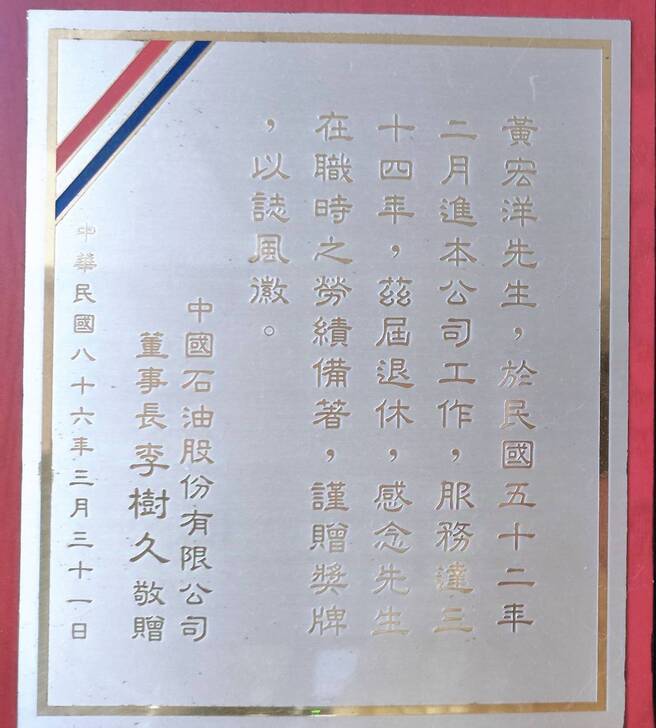 黃宏洋先生，於民國五十二年
二月進本公司工作，服務達三
十四年，茲屆退休，感念先生
在職時之勞績備著，謹贈獎牌
，以誌風徽。
中國石油股份有限公司
董事長李樹久敬贈
中華民國八十六年三月三十一日